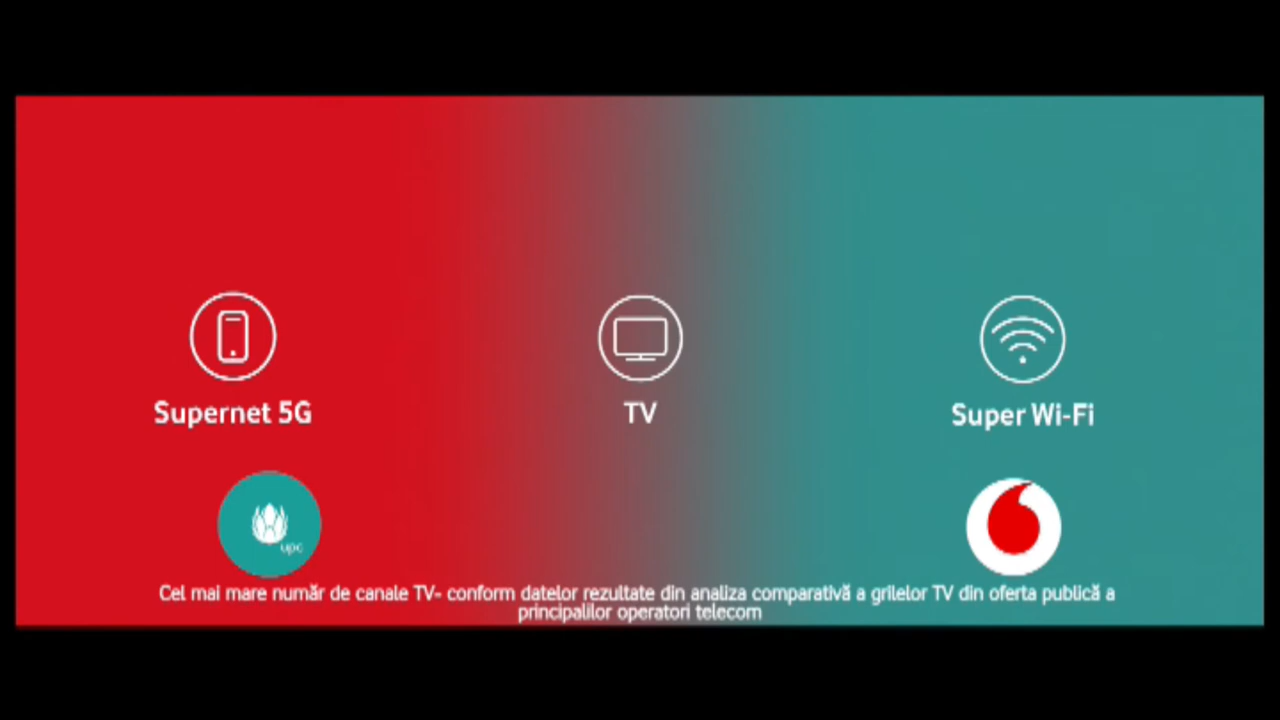 Supernet 5G
TV
Super Wi-Fi
upc
Cel mai mare număr de canale TV- conform datelor rezultate din analiza comparativă a grilelor TV din oferta publică a
principalilor operatori telecom